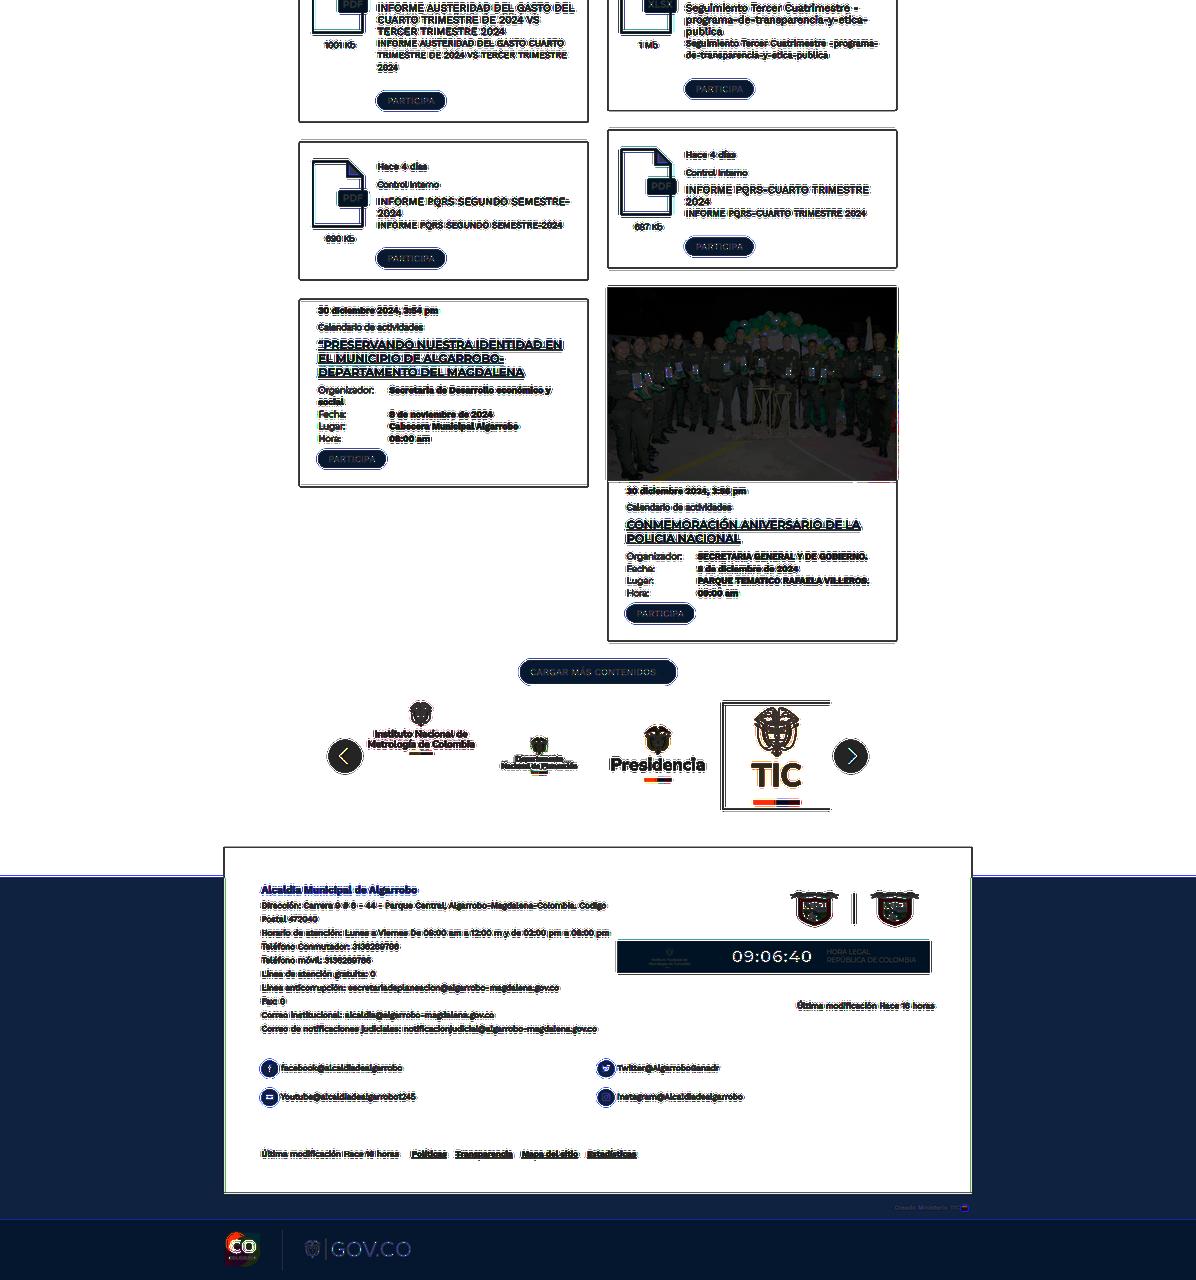 PDF
INFORME AUSTERIDAD DEL GASTO DEL
CUARTO TRIMESTRE DE 2024 VS
TERCER TRIMESTRE 2024
1001 Kb
INFORME AUSTERIDAD DEL GASTO CUARTO
TRIMESTRE DE 2024 VS TERCER TRIMESTRE
2024
PARTICIPA
XLSX
Seguimiento Tercer Cuatrimestre -
programa-de-transparencia-y-etica-
publica
1 Mb
Seguimiento Tercer Cuatrimestre -programa-
de-transparencia-y-etica-publica
PARTICIPA
Hace 4 días
Control Interno
PDF
INFORME PQRS SEGUNDO SEMESTRE-
2024
INFORME PQRS SEGUNDO SEMESTRE-2024
690 Kb
PARTICIPA
Hace 4 días
Control Interno
PDF
INFORME PQRS-CUARTO TRIMESTRE
2024
INFORME PQRS-CUARTO TRIMESTRE 2024
687 Kb
PARTICIPA
30 diciembre 2024, 3:54 pm
Calendario de actividades
"PRESERVANDO NUESTRA IDENTIDAD EN
EL MUNICIPIO DE ALGARROBO-
DEPARTAMENTO DEL MAGDALENA
Organizador: Secretaría de Desarrollo económico y
social
Fecha: 8 de noviembre de 2024
Lugar: Cabecera Municipal Algarrobo
Hora: 08:00 am
PARTICIPA
30 diciembre 2024, 3:56 pm
Calendario de actividades
CONMEMORACIÓN ANIVERSARIO DE LA
POLICIA NACIONAL
Organizador: SECRETARIA GENERAL Y DE GOBIERNO.
Fecha: 8 de diciembre de 2024
Lugar: PARQUE TEMATICO RAFAELA VILLEROS.
Hora: 09:00 am
PARTICIPA
CARGAR MÁS CONTENIDOS
Instituto Nacional de
Metrología de Colombia
Departamento
Nacional de Planeación
Presidencia
TIC
Alcaldía Municipal de Algarrobo
Dirección: Carrera 9 # 6 - 44 - Parque Central, Algarrobo-Magdalena-Colombia. Codigo
Postal 472040
Horario de atención: Lunes a Viernes De 08:00 am a 12:00 m y de 02:00 pm a 06:00 pm
Teléfono Conmutador: 3136269786
Teléfono móvil: 3136269786
Línea de atención gratuita: 0
Línea anticorrupción: secretariadeplaneacion@algarrobo-magdalena.gov.co
Fax: 0
Correo institucional: alcaldia@algarrobo-magdalena.gov.co
Correo de notificaciones judiciales: notificacionjudicial@algarrobo-magdalena.gov.co
09:06:40
HORA LEGAL
REPÚBLICA DE COLOMBIA
Última modificación Hace 16 horas
facebook@alcaldiadealgarrobo
Youtube@alcaldiadealgarrobo1245
Instagram@Alcaldiadealgarrobo
Última modificación Hace 16 horas Políticas Transparencia Mapa del sitio Estadísticas
Creado Ministerio TIC
CO
GOV.CO